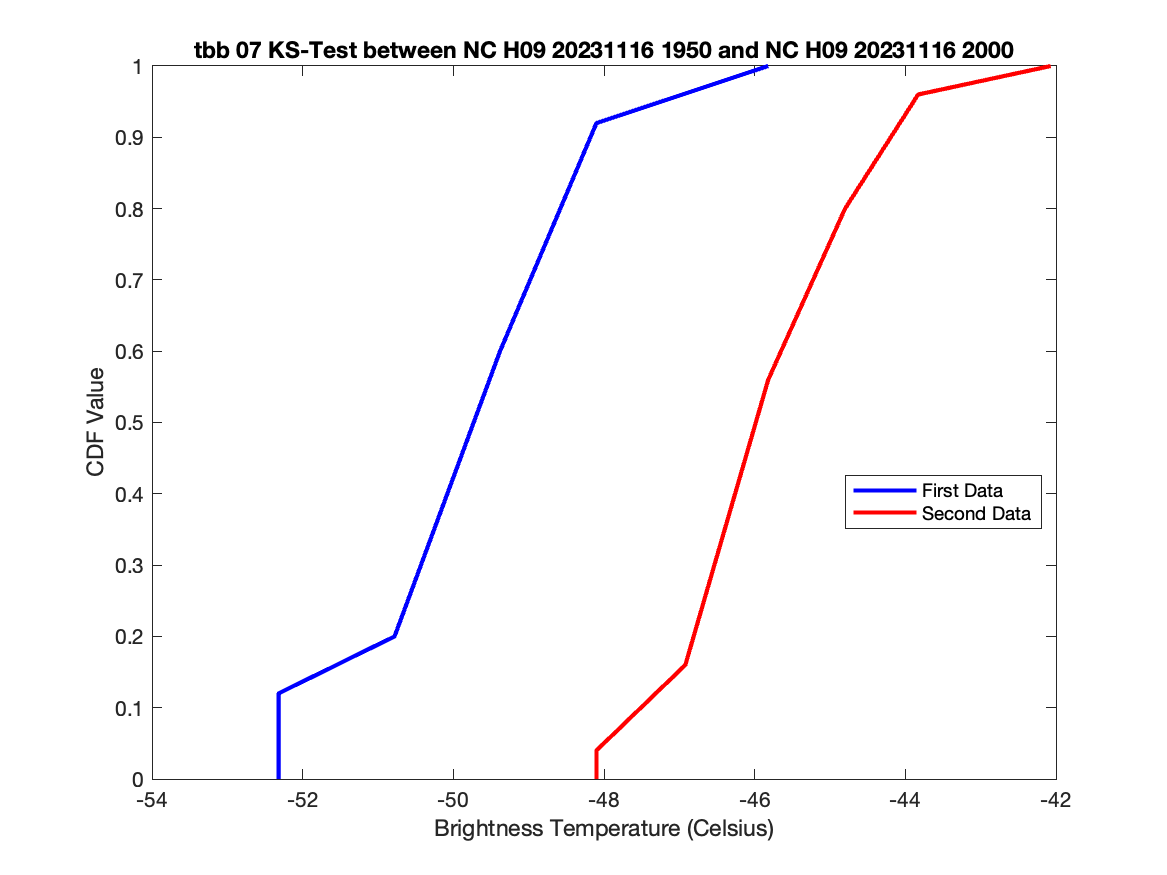 tbb 07 KS-Test between NC H09 20231116 1950 and NC H09 20231116 2000
1
0.9
0.8
0.7
0.6
0.5
0.4
0.3
0.2
0.1
0
CDF Value
First Data
Second Data
-54 -52 -50 -48 -46 -44 -42
Brightness Temperature (Celsius)